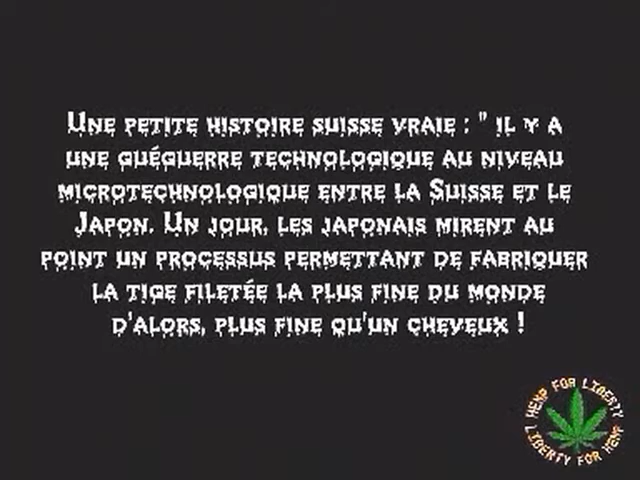 Une petite histoire suisse vraie : " il y a
une guéguerre technologique au niveau
microtechnologique entre la Suisse et le
Japon. Un jour, les japonais mirent au
point un processus permettant de fabriquer
la tige filetée la plus fine du monde
d'alors, plus fine qu'un cheveux !
HEMP FOR LIBERTY
LIBERTY FOR HEMP